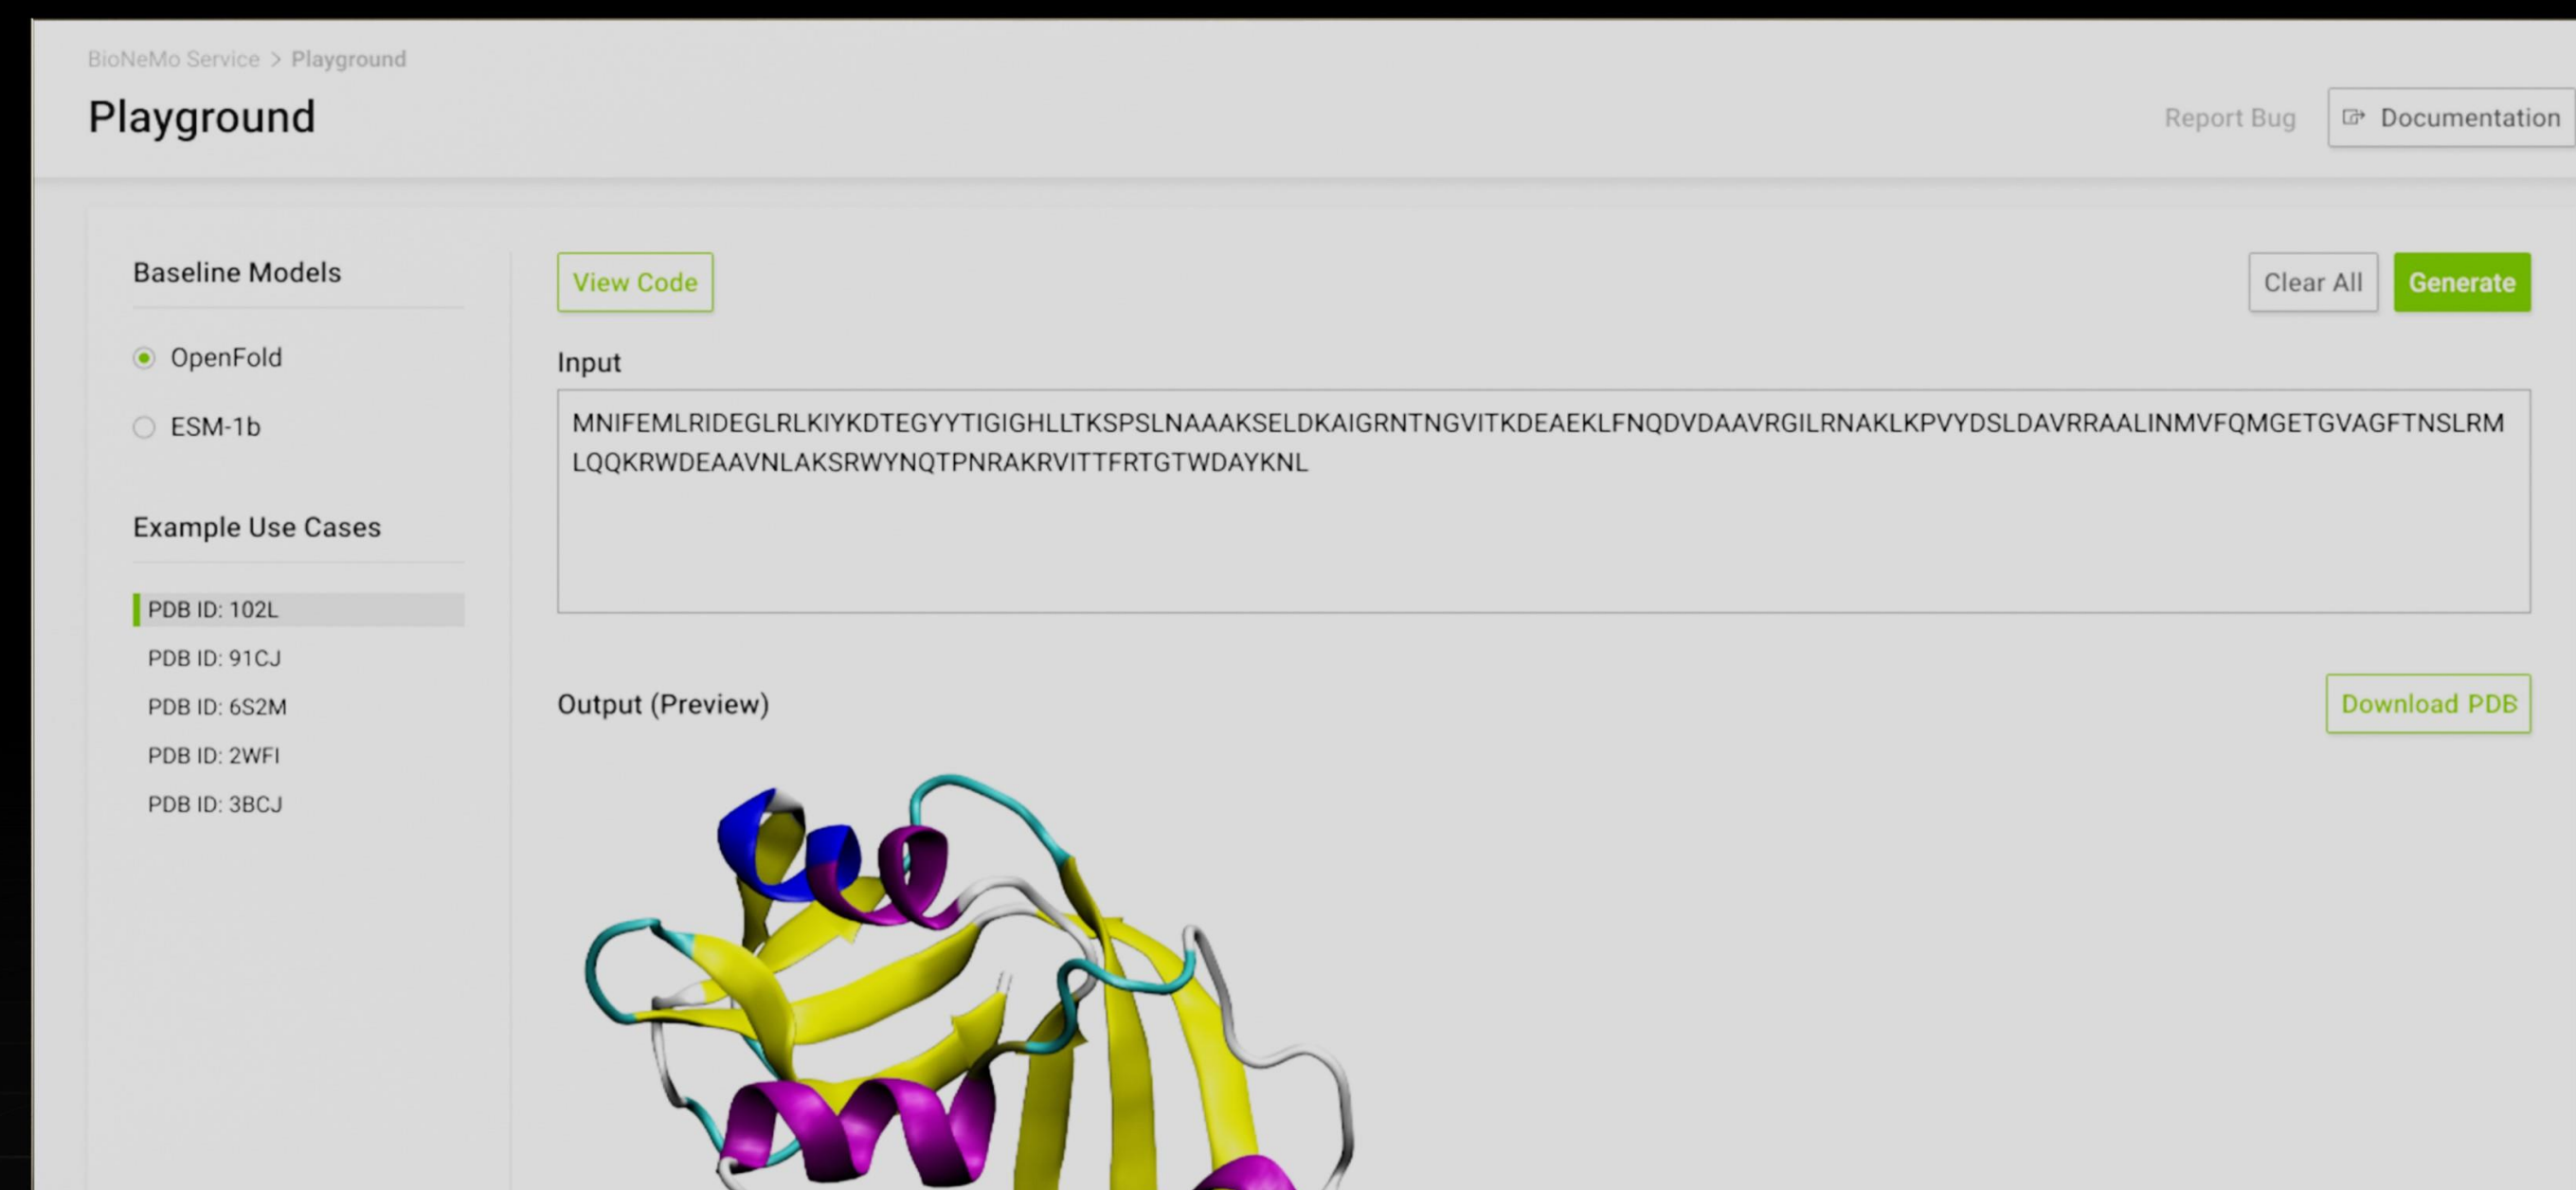 BioNeMo Service > Playground
Playground
Report Bug
Documentation
Baseline Models
OpenFold
ESM-1b
Example Use Cases
PDB ID: 102L
PDB ID: 91CJ
PDB ID: 6S2M
PDB ID: 2WFI
PDB ID: 3BCJ
View Code
Clear All
Generate
Input
MNIFEMLRIDEGLRLKIYKDTEGYYTIGIGHLLTKSPSLNAAAKSELDKAIGRNTNGVITKDEAEKLFNQDVDAAVRGILRNAKLKPVYDSLDAVRRAALINMVFQMGETGVAGFTNSLRM
LQQKRWDEAAVNLAKSRWYNQTPNRAKRVITTFRTGTWDAYKNL
Output (Preview)
Download PDB